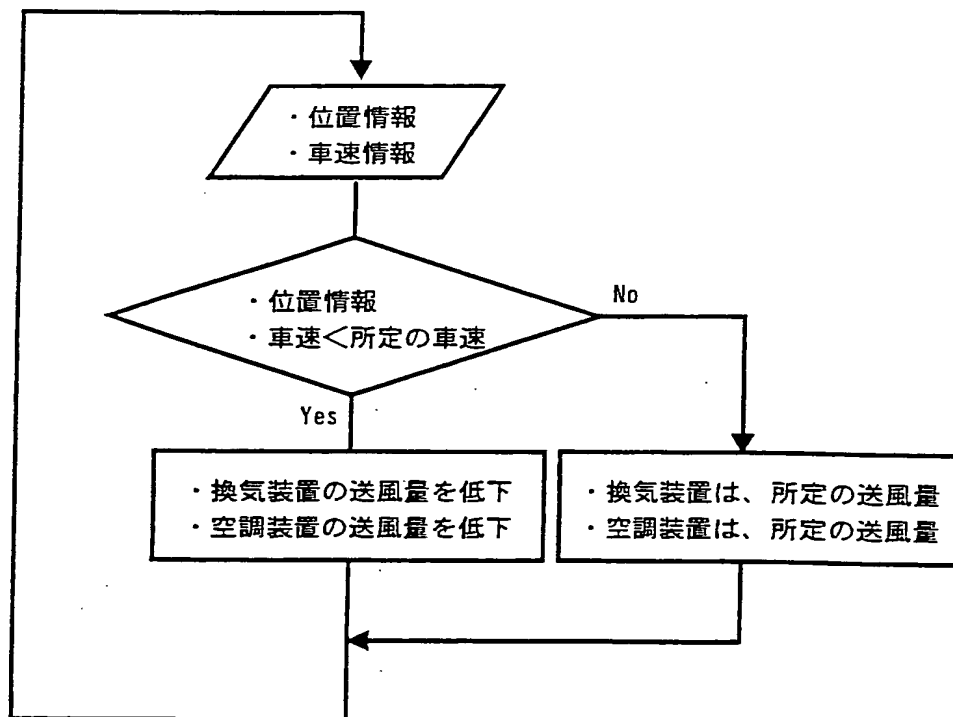 ・位置情報
・車速情報
・位置情報
・車速＜所定の車速
No
Yes
・換気装置の送風量を低下
・空調装置の送風量を低下
・換気装置は、所定の送風量
・空調装置は、所定の送風量